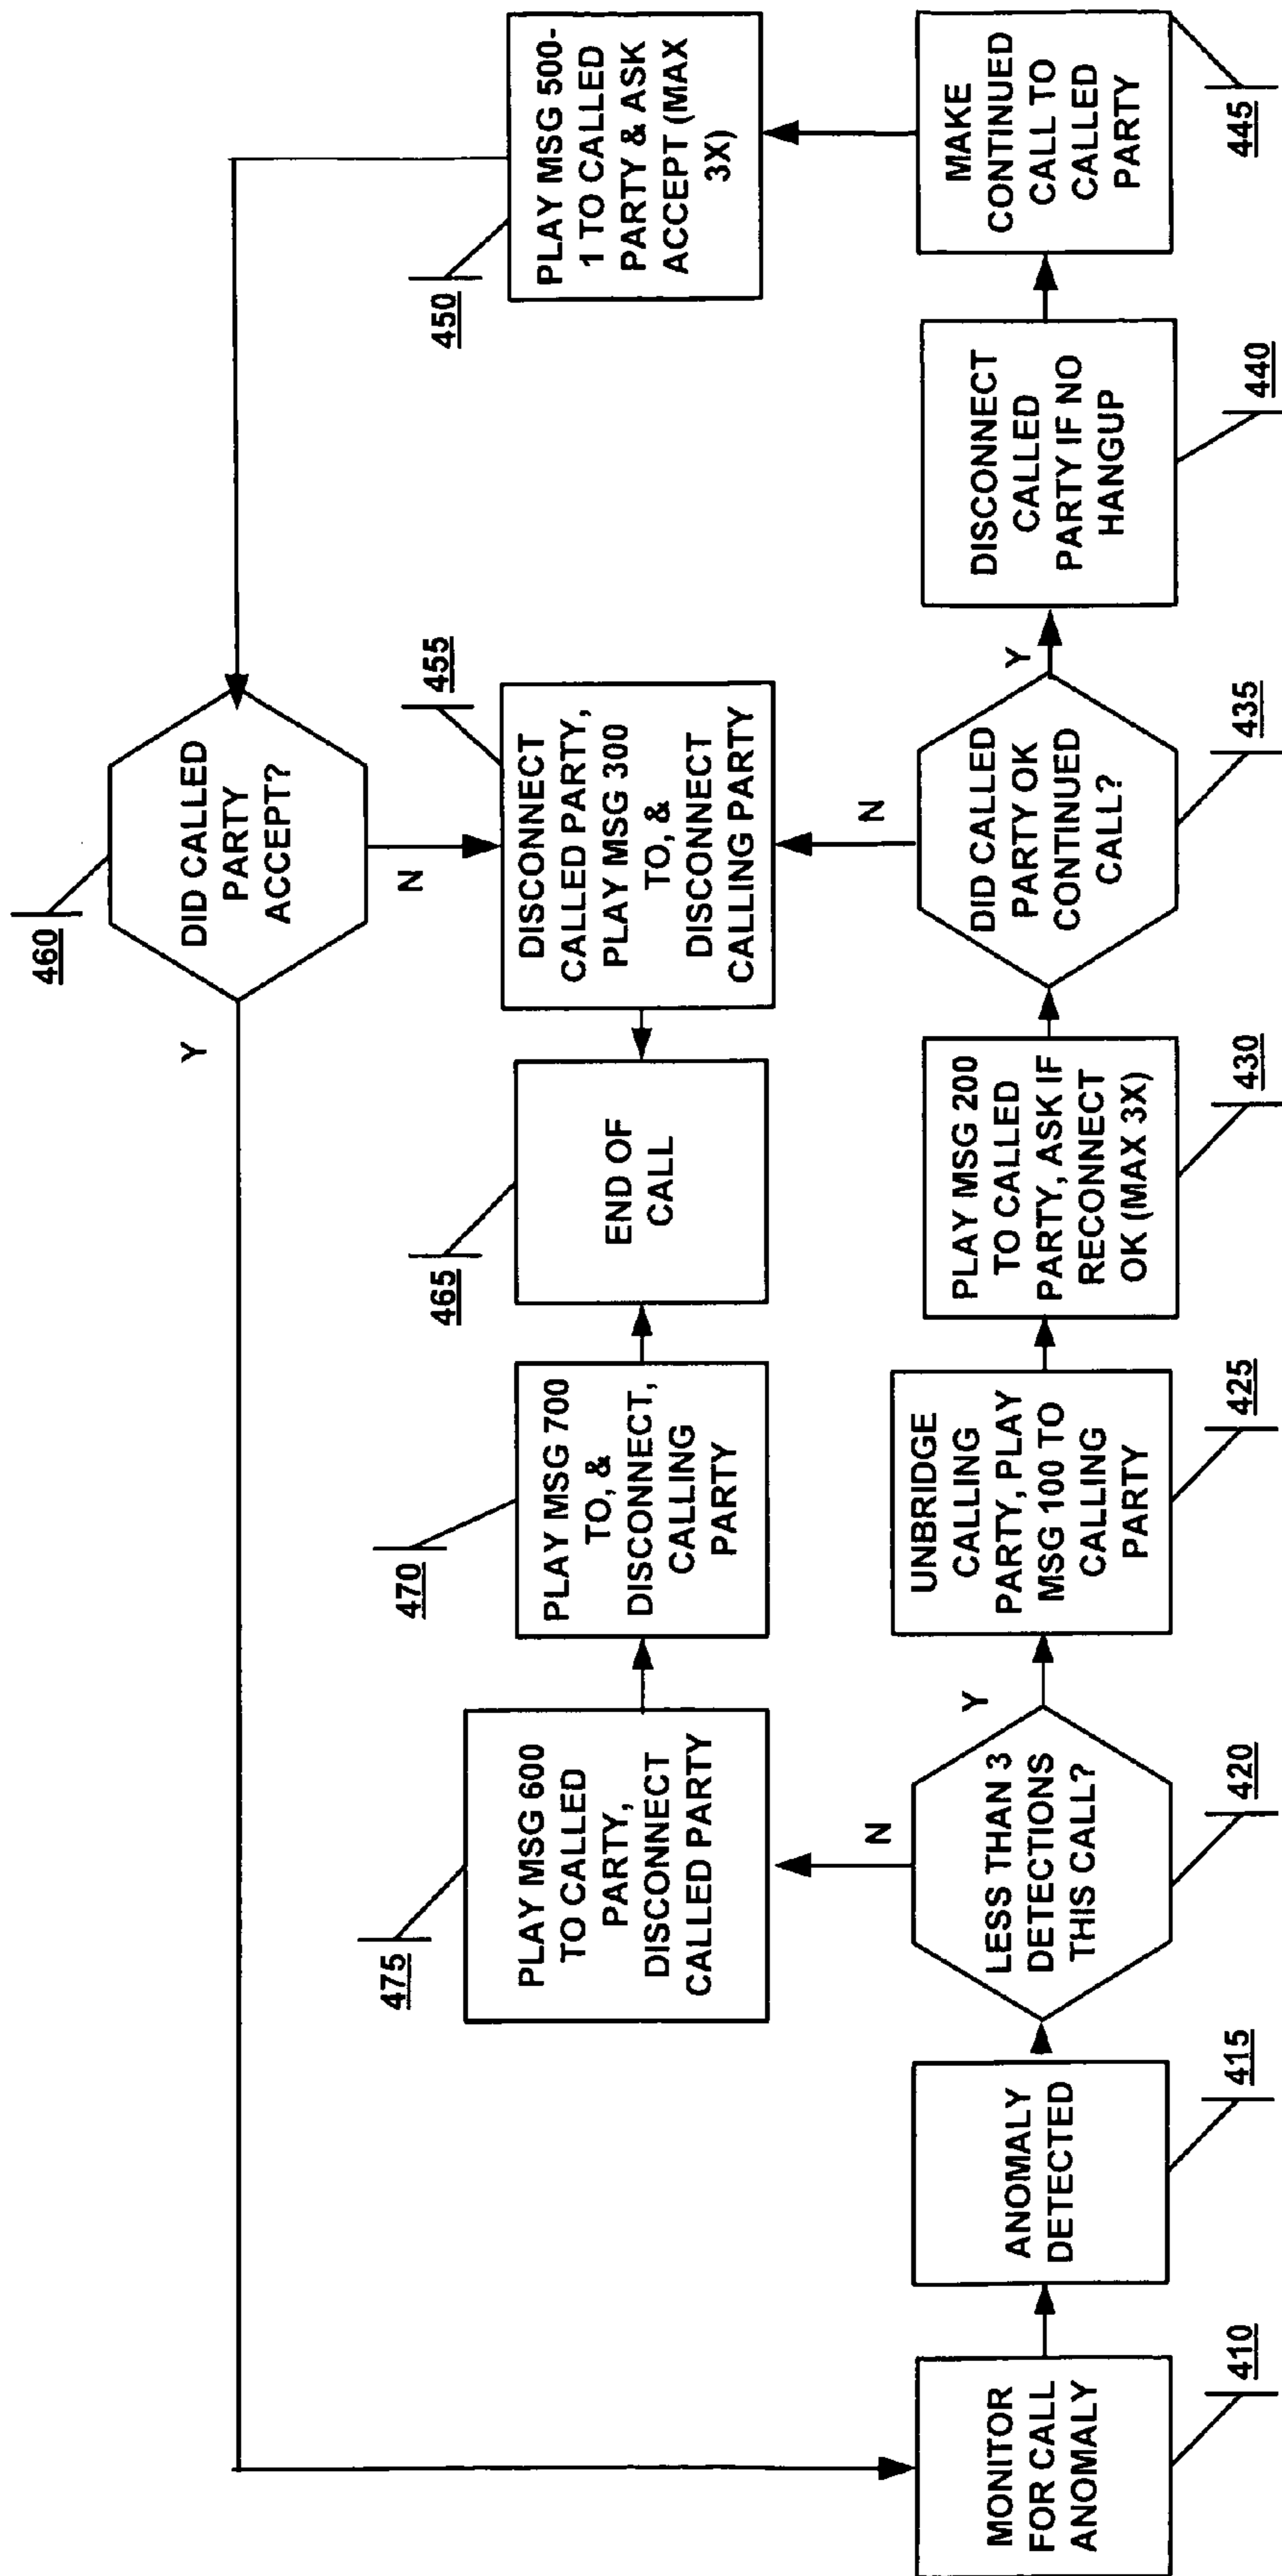 460
DID CALLED
PARTY
ACCEPT?
Y
N
450
PLAY MSG 500-
1 TO CALLED
PARTY & ASK
ACCEPT (MAX
3X)
475
PLAY MSG 600
TO CALLED
PARTY,
DISCONNECT
CALLED PARTY
470
PLAY MSG 700
TO, &
DISCONNECT,
CALLING
PARTY
465
END OF
CALL
455
DISCONNECT
CALLED PARTY,
PLAY MSG 300
TO, &
DISCONNECT
CALLING PARTY
N
N
MONITOR
FOR CALL
ANOMALY
410
ANOMALY
DETECTED
415
LESS THAN 3
DETECTIONS
THIS CALL?
420
Y
UNBRIDGE
CALLING
PARTY, PLAY
MSG 100 TO
CALLING
PARTY
425
PLAY MSG 200
TO CALLED
PARTY, ASK IF
RECONNECT
OK (MAX 3X)
430
DID CALLED
PARTY OK
CONTINUED
CALL?
435
Y
DISCONNECT
CALLED
PARTY IF NO
HANGUP
440
MAKE
CONTINUED
CALL TO
CALLED
PARTY
445